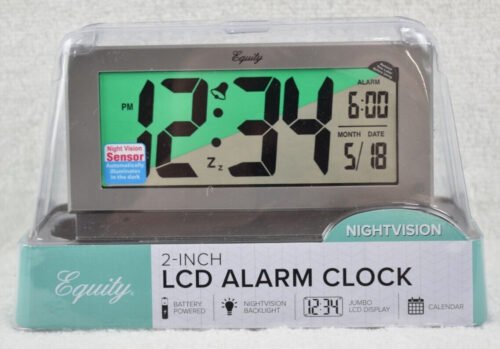 Equity
PM
12:34
ALARM
6:00
MONTH DATE
5/18
Zz
Night Vision
Sensor
Automatically
illuminates
in the dark
NIGHTVISION
2-INCH
LCD ALARM CLOCK
Equity
BATTERY
POWERED
NIGHTVISION
BACKLIGHT
12:34
JUMBO
LCD DISPLAY
CALENDAR